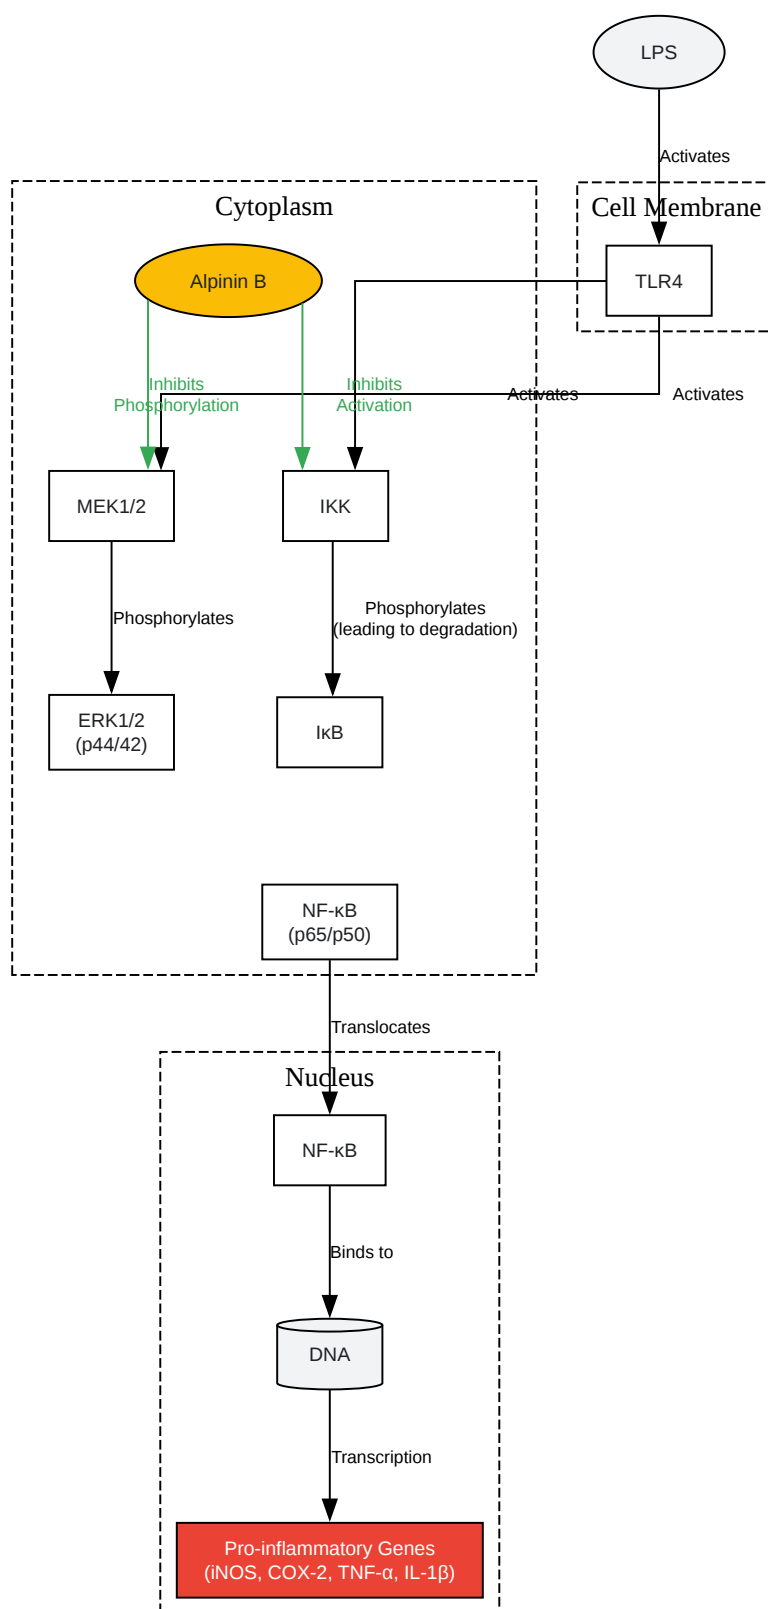 LPS
Activates
Cytoplasm
Cell Membrane
Alpinin B
TLR4
Inhibits
Phosphorylation
Inhibits
Activation
Activates
Activates
MEK1/2
IKK
Phosphorylates
Phosphorylates
(leading to degradation)
ERK1/2
(p44/42)
IκB
NF-κB
(p65/p50)
Translocates
Nucleus
NF-κB
Binds to
DNA
Transcription
Pro-inflammatory Genes
(iNOS, COX-2, TNF-α, IL-1β)